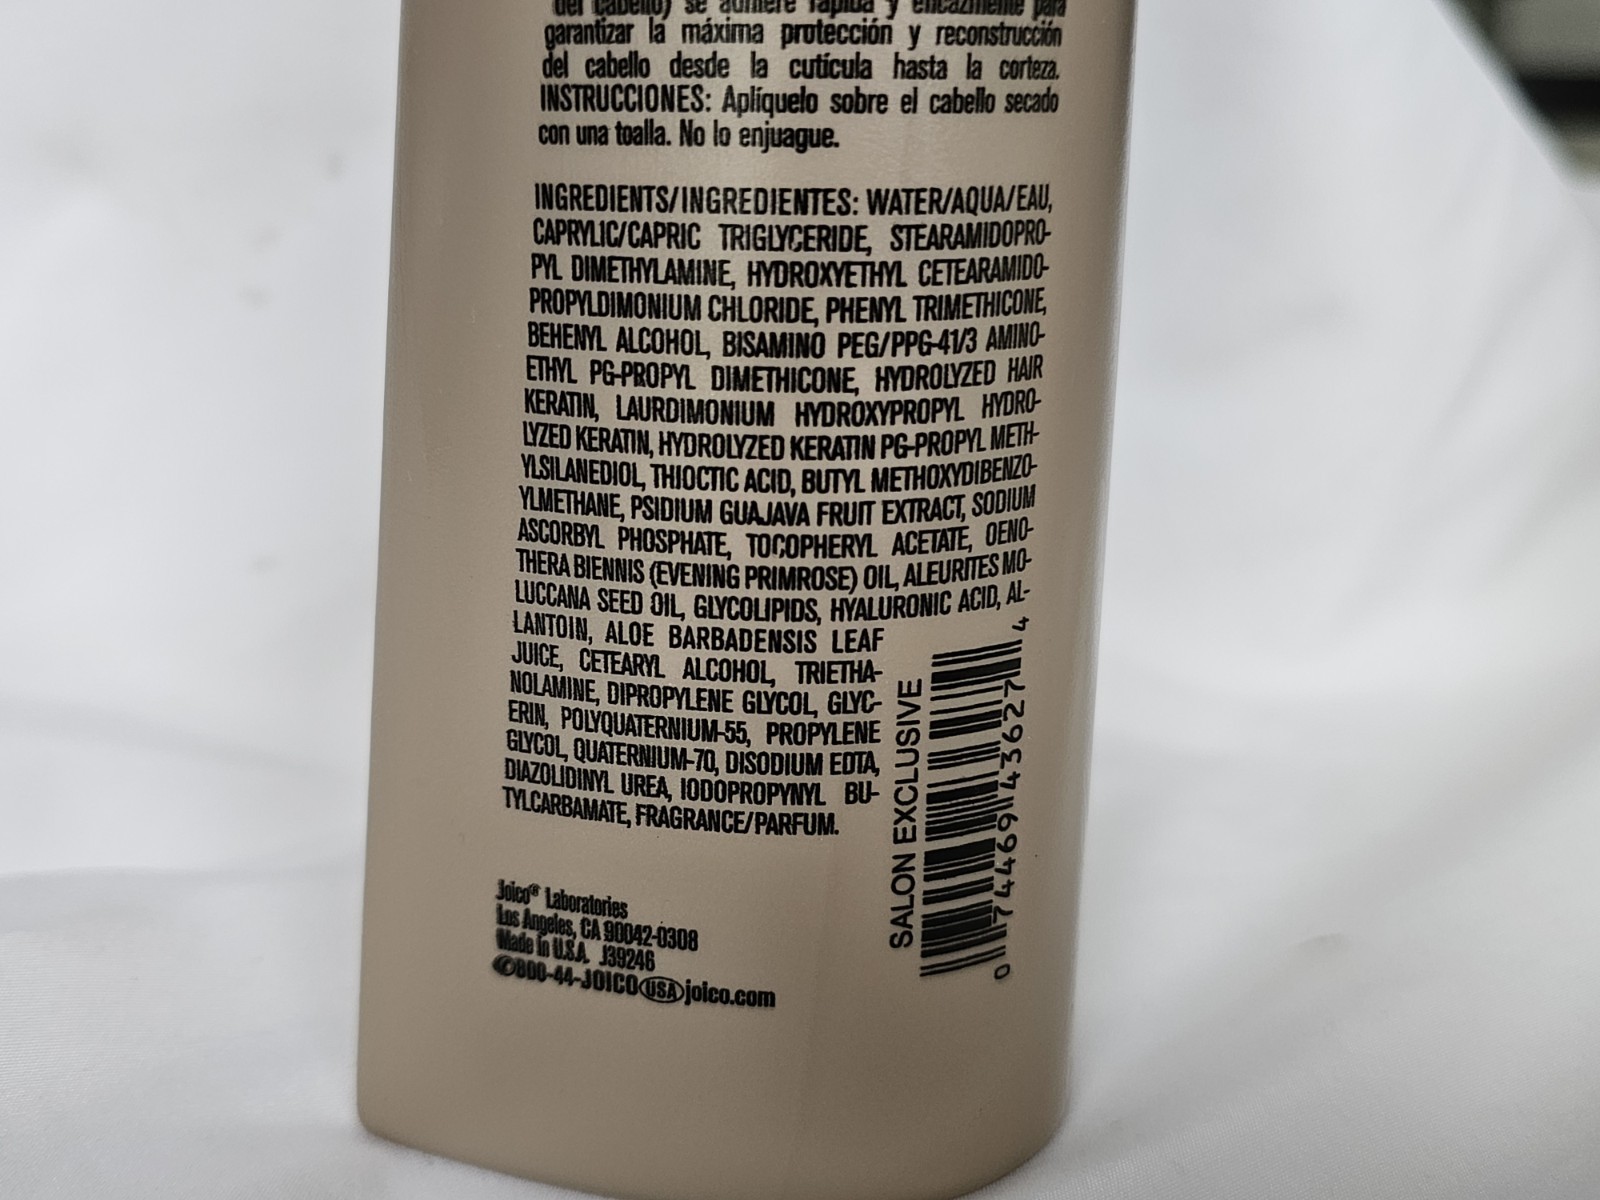 del cabello) se adhiere rápida y eficazmente para
garantizar la máxima protección y reconstrucción
del cabello desde la cutícula hasta la corteza.
INSTRUCCIONES: Aplíquelo sobre el cabello secado
con una toalla. No lo enjuague.
INGREDIENTS/INGREDIENTES: WATER/AQUA/EAU,
CAPRYLIC/CAPRIC TRIGLYCERIDE, STEARAMIDOPRO-
PYL DIMETHYLAMINE, HYDROXYETHYL CETEARAMIDO-
PROPYLDIMONIUM CHLORIDE, PHENYL TRIMETHICONE,
BEHENYL ALCOHOL, BISAMINO PEG/PPG-41/3 AMINO-
ETHYL PG-PROPYL DIMETHICONE, HYDROLYZED HAIR
KERATIN, LAURDIMONIUM HYDROXYPROPYL HYDRO-
LYZED KERATIN, HYDROLYZED KERATIN PG-PROPYL METH-
YLSILANEDIOL, THIOCTIC ACID, BUTYL METHOXYDIBENZO-
YLMETHANE, PSIDIUM GUAJAVA FRUIT EXTRACT, SODIUM
ASCORBYL PHOSPHATE, TOCOPHERYL ACETATE, OENO-
THERA BIENNIS (EVENING PRIMROSE) OIL, ALEURITES MO-
LUCCANA SEED OIL, GLYCOLIPIDS, HYALURONIC ACID, AL-
LANTOIN, ALOE BARBADENSIS LEAF
JUICE, CETEARYL ALCOHOL, TRIETHA-
NOLAMINE, DIPROPYLENE GLYCOL, GLYC-
ERIN, POLYQUATERNIUM-55, PROPYLENE
GLYCOL, QUATERNIUM-70, DISODIUM EDTA,
DIAZOLIDINYL UREA, IODOPROPYNYL BU-
TYLCARBAMATE, FRAGRANCE/PARFUM.
SALON EXCLUSIVE
0 74469 43627 4
Joico® Laboratories
Los Angeles, CA 90042-0308
Made in U.S.A. J39246
800-44-JOICO USA joico.com